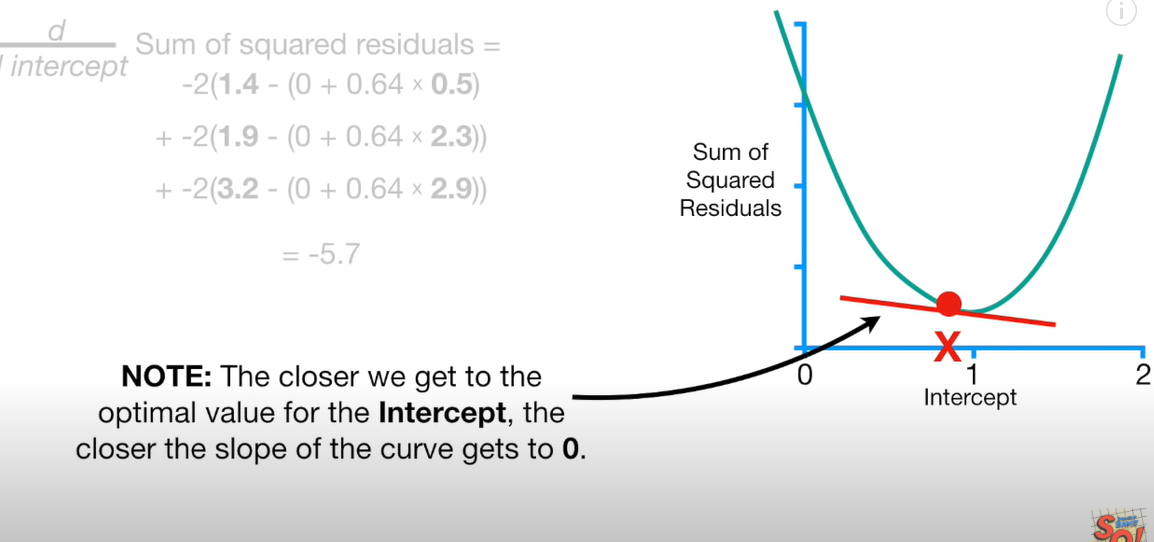 d
intercept
Sum of squared residuals =
-2(1.4 - (0 + 0.64 × 0.5)
+ -2(1.9 - (0 + 0.64 × 2.3))
+ -2(3.2 - (0 + 0.64 × 2.9))
= -5.7
NOTE: The closer we get to the
optimal value for the Intercept, the
closer the slope of the curve gets to 0.
Sum of
Squared
Residuals
X
0
1
2
Intercept
i